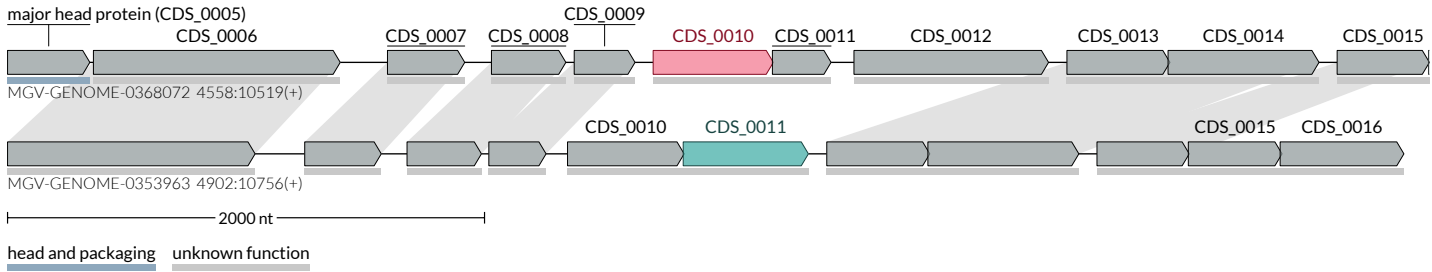 major head protein (CDS_0005)
CDS_0006
CDS_0007
CDS_0008
CDS_0009
CDS_0010
CDS_0011
CDS_0012
CDS_0013
CDS_0014
CDS_0015
MGV-GENOME-0368072 4558:10519(+)
CDS_0010
CDS_0011
CDS_0015
CDS_0016
MGV-GENOME-0353963 4902:10756(+)
2000 nt
head and packaging
unknown function